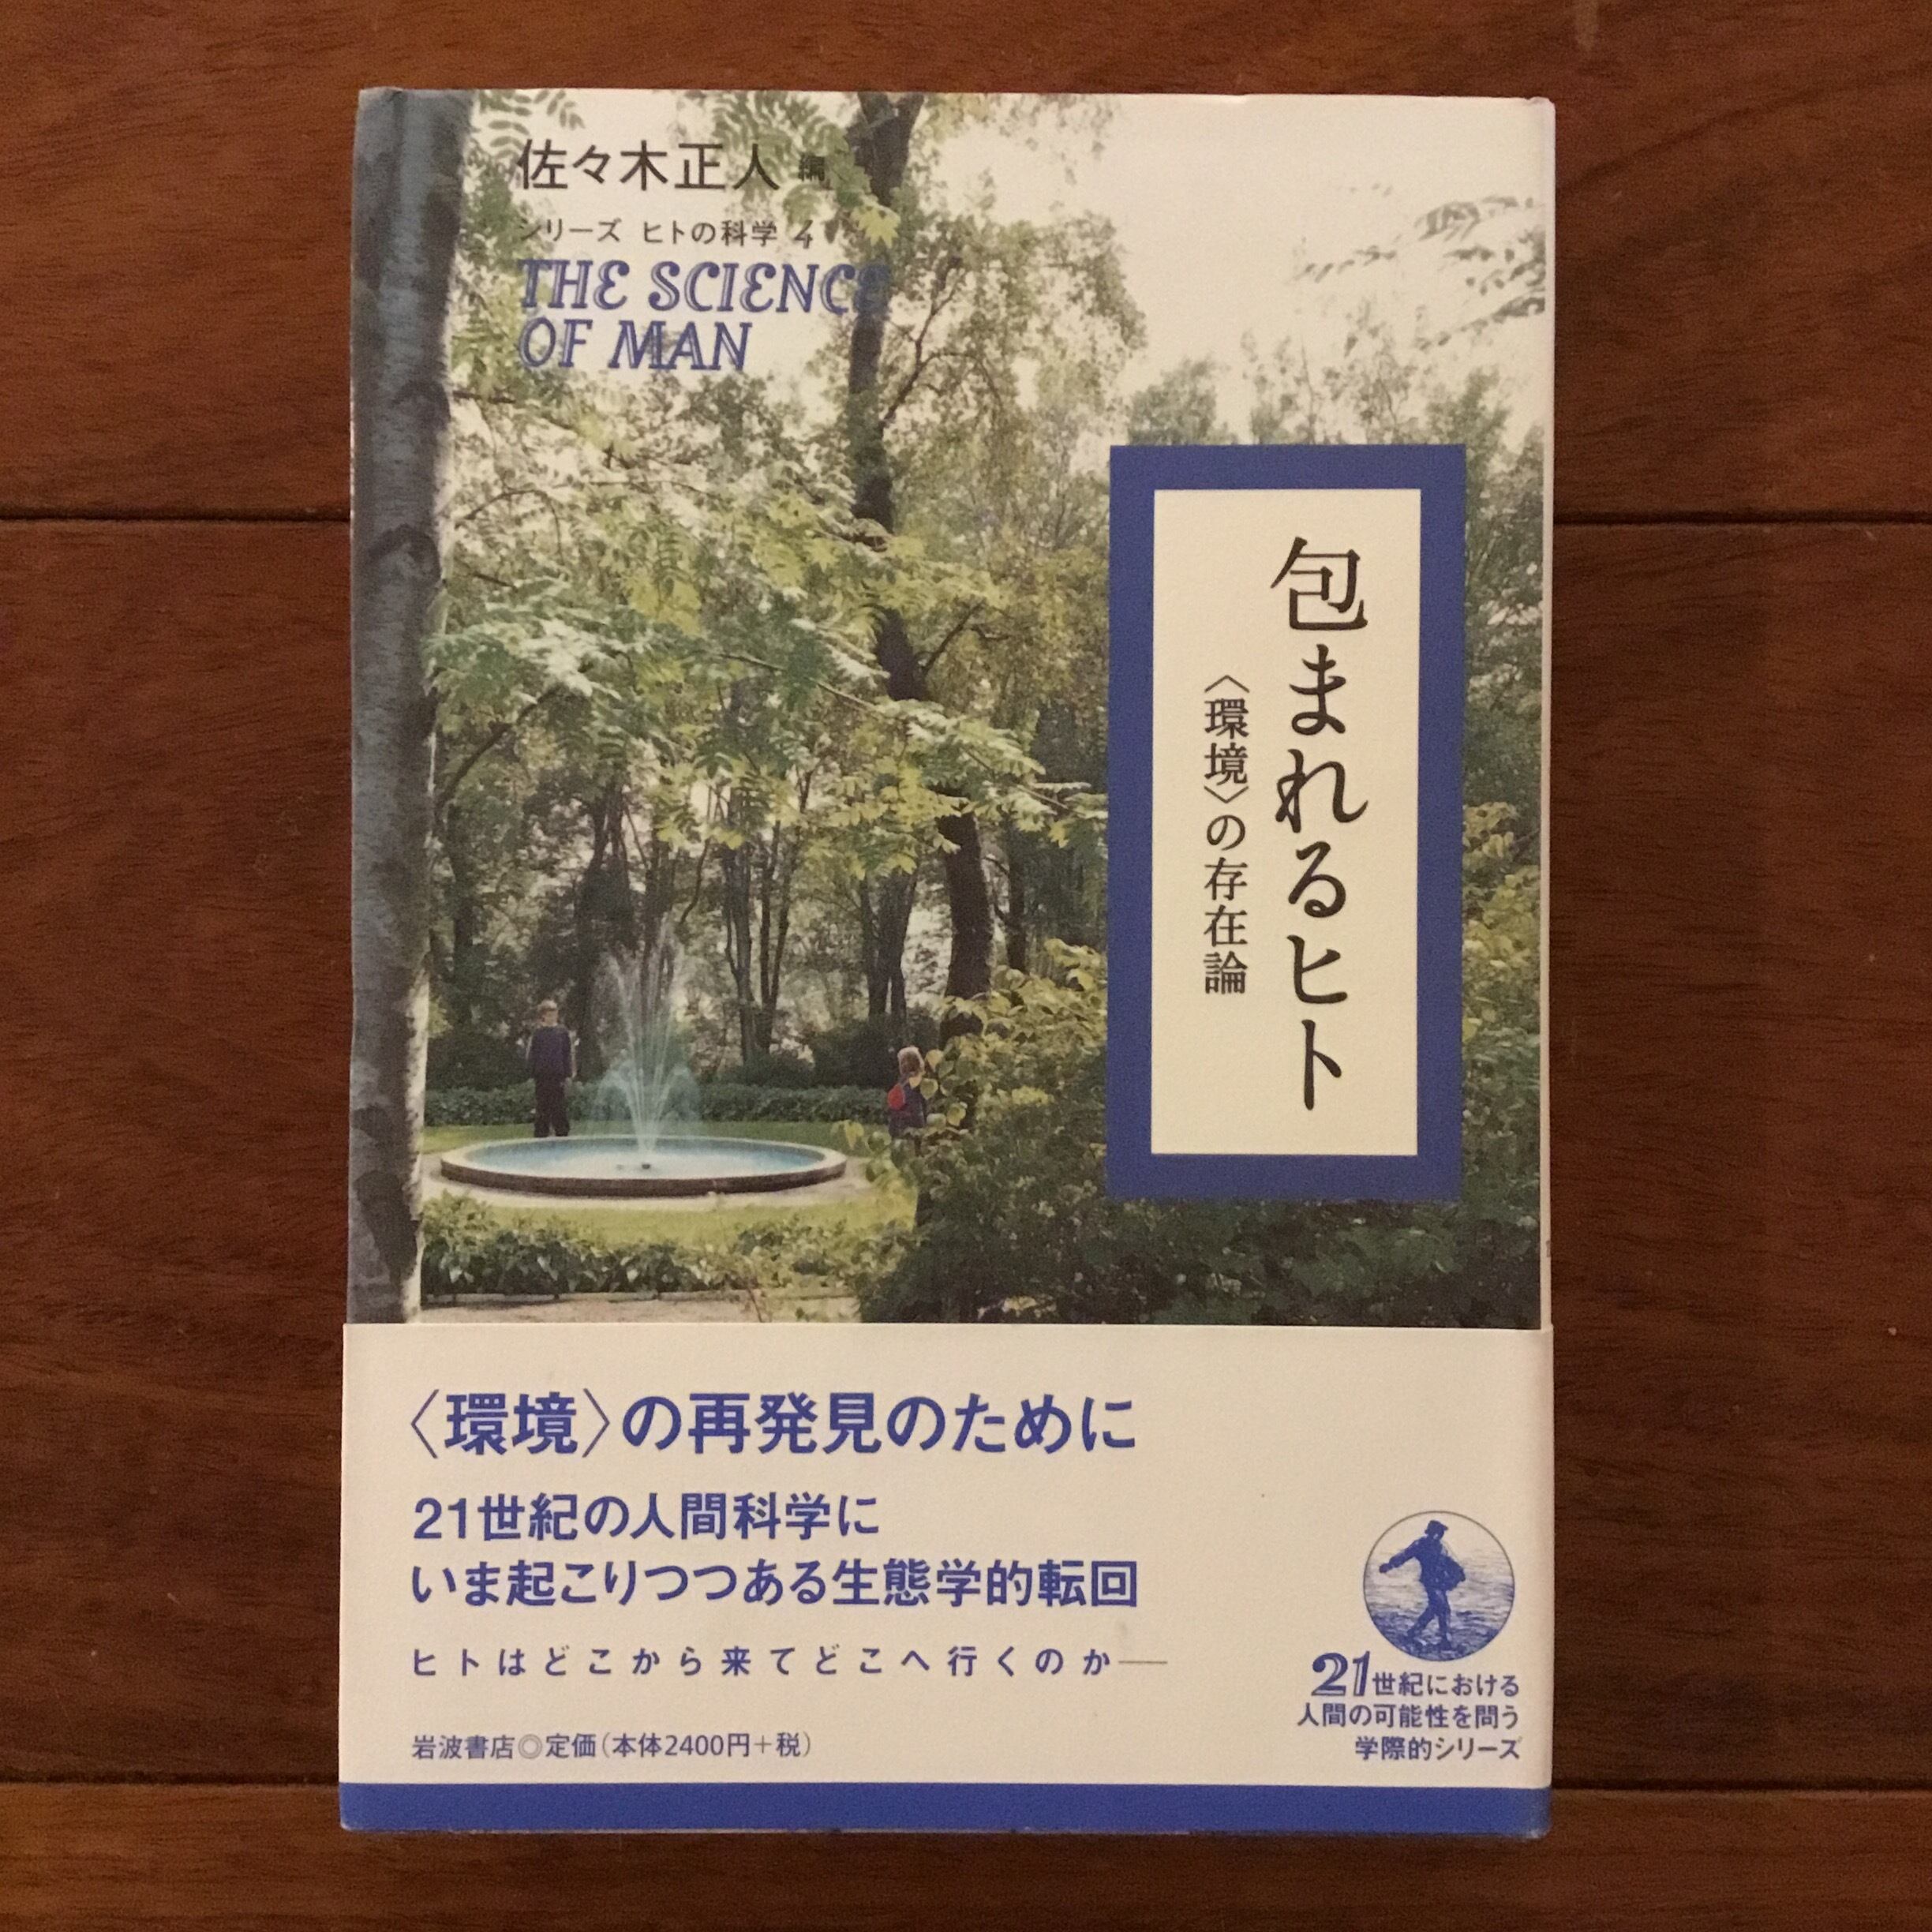 佐々木正人 編
シリーズ ヒトの科学 4
THE SCIENCE
OF MAN
包まれるヒト
〈環境〉の存在論
〈環境〉の再発見のために
21世紀の人間科学に
いま起こりつつある生態学的転回
ヒトはどこから来てどこへ行くのか——
岩波書店◎定価(本体2400円+税)
21世紀における
人間の可能性を問う
学際的シリーズ